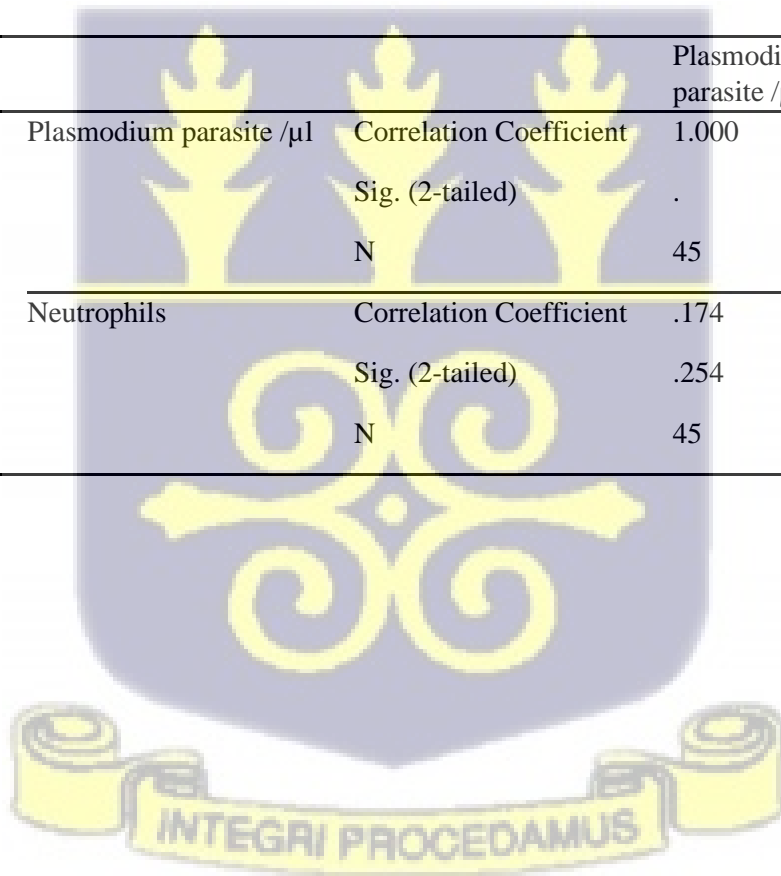 Plasmodi
parasite /
Plasmodium parasite /µl Correlation Coefficient 1.000
Sig. (2-tailed) .
N 45
Neutrophils Correlation Coefficient .174
Sig. (2-tailed) .254
N 45
INTEGRI PROCEDAMUS